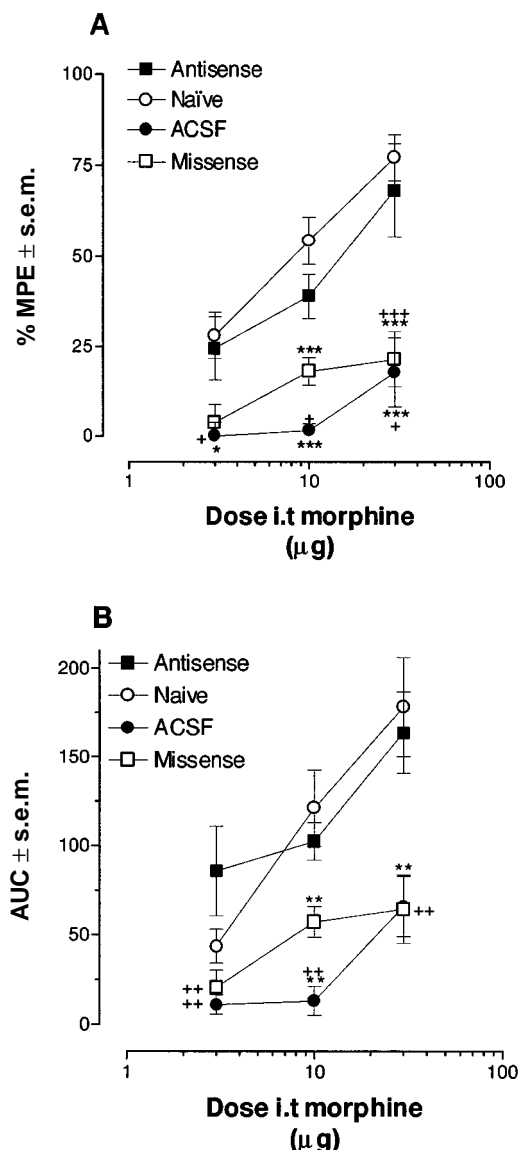 A
100
75
50
25
0
% MPE ± s.e.m.
Antisense
Naïve
ACSF
Missense
+++
***
***
***
+
+
*
+
***
***
+
1
10
100
Dose i.t morphine
(μg)
B
200
150
100
50
0
AUC ± s.e.m.
Antisense
Naive
ACSF
Missense
**
**
++
++
**
++
++
1
10
100
Dose i.t morphine
(μg)